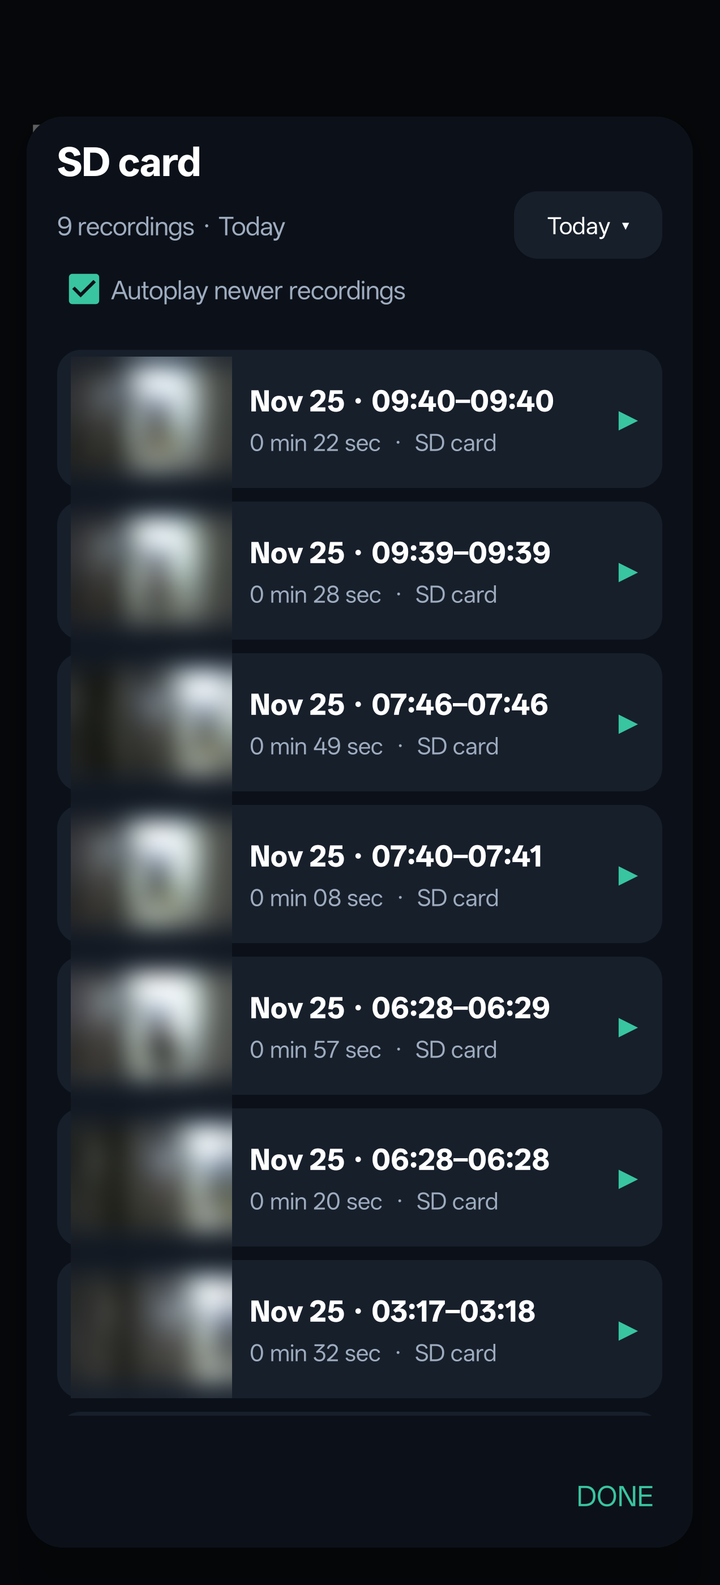 SD card
9 recordings · Today
Today ▾
Autoplay newer recordings
Nov 25 · 09:40–09:40
0 min 22 sec · SD card
Nov 25 · 09:39–09:39
0 min 28 sec · SD card
Nov 25 · 07:46–07:46
0 min 49 sec · SD card
Nov 25 · 07:40–07:41
0 min 08 sec · SD card
Nov 25 · 06:28–06:29
0 min 57 sec · SD card
Nov 25 · 06:28–06:28
0 min 20 sec · SD card
Nov 25 · 03:17–03:18
0 min 32 sec · SD card
DONE